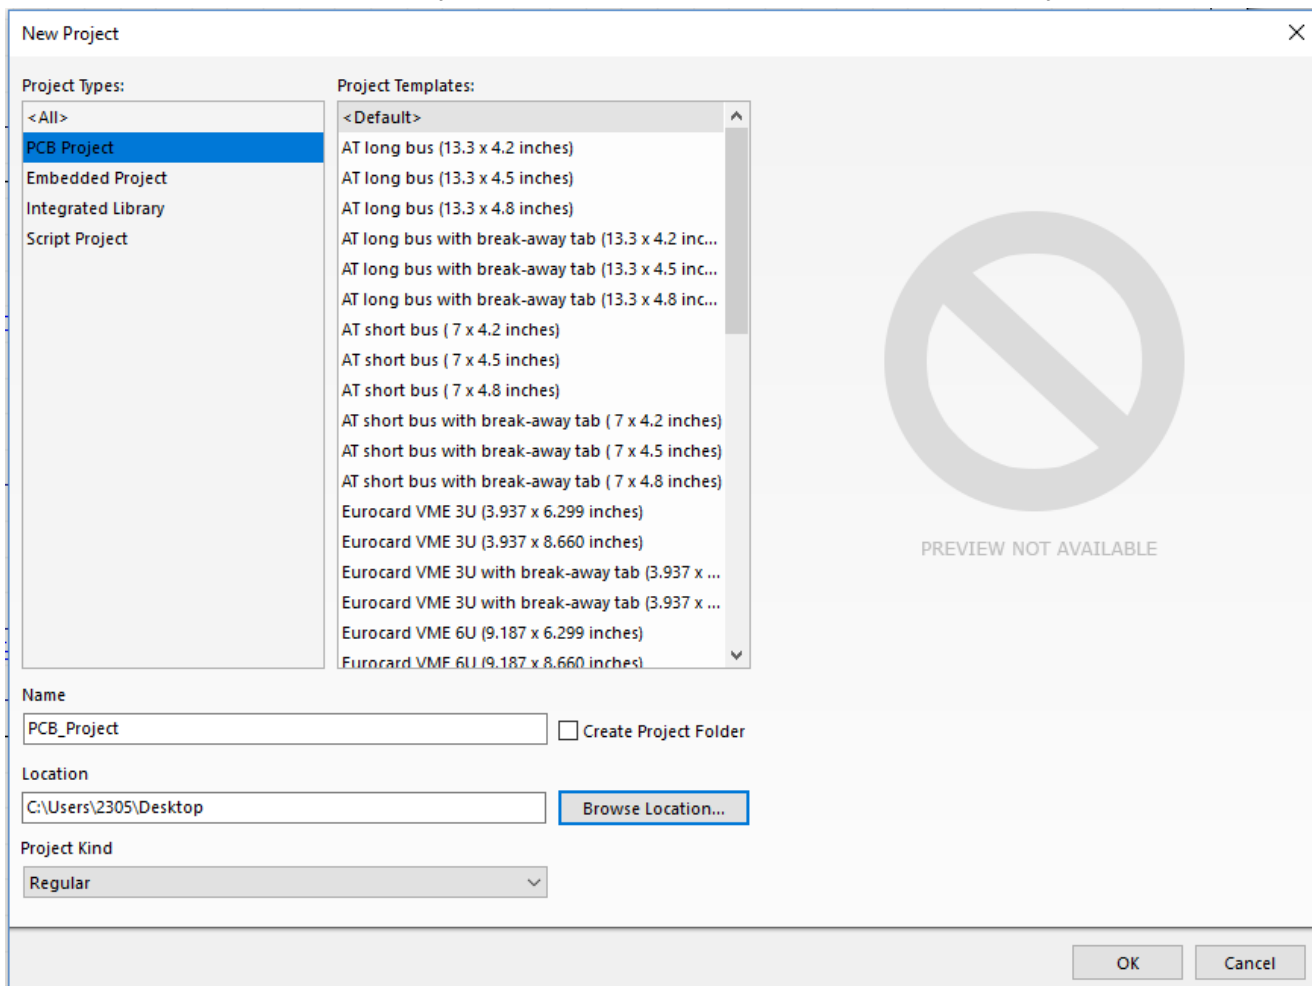 New Project
Project Types:
<All>
PCB Project
Embedded Project
Integrated Library
Script Project
Project Templates:
<Default>
AT long bus (13.3 x 4.2 inches)
AT long bus (13.3 x 4.5 inches)
AT long bus (13.3 x 4.8 inches)
AT long bus with break-away tab (13.3 x 4.2 inc...
AT long bus with break-away tab (13.3 x 4.5 inc...
AT long bus with break-away tab (13.3 x 4.8 inc...
AT short bus ( 7 x 4.2 inches)
AT short bus ( 7 x 4.5 inches)
AT short bus ( 7 x 4.8 inches)
AT short bus with break-away tab ( 7 x 4.2 inches)
AT short bus with break-away tab ( 7 x 4.5 inches)
AT short bus with break-away tab ( 7 x 4.8 inches)
Eurocard VME 3U (3.937 x 6.299 inches)
Eurocard VME 3U (3.937 x 8.660 inches)
Eurocard VME 3U with break-away tab (3.937 x ...
Eurocard VME 3U with break-away tab (3.937 x ...
Eurocard VME 6U (9.187 x 6.299 inches)
Eurocard VME 6U (9.187 x 8.660 inches)
PREVIEW NOT AVAILABLE
Name
PCB_Project
Create Project Folder
Location
C:\Users\2305\Desktop
Browse Location...
Project Kind
Regular
OK
Cancel